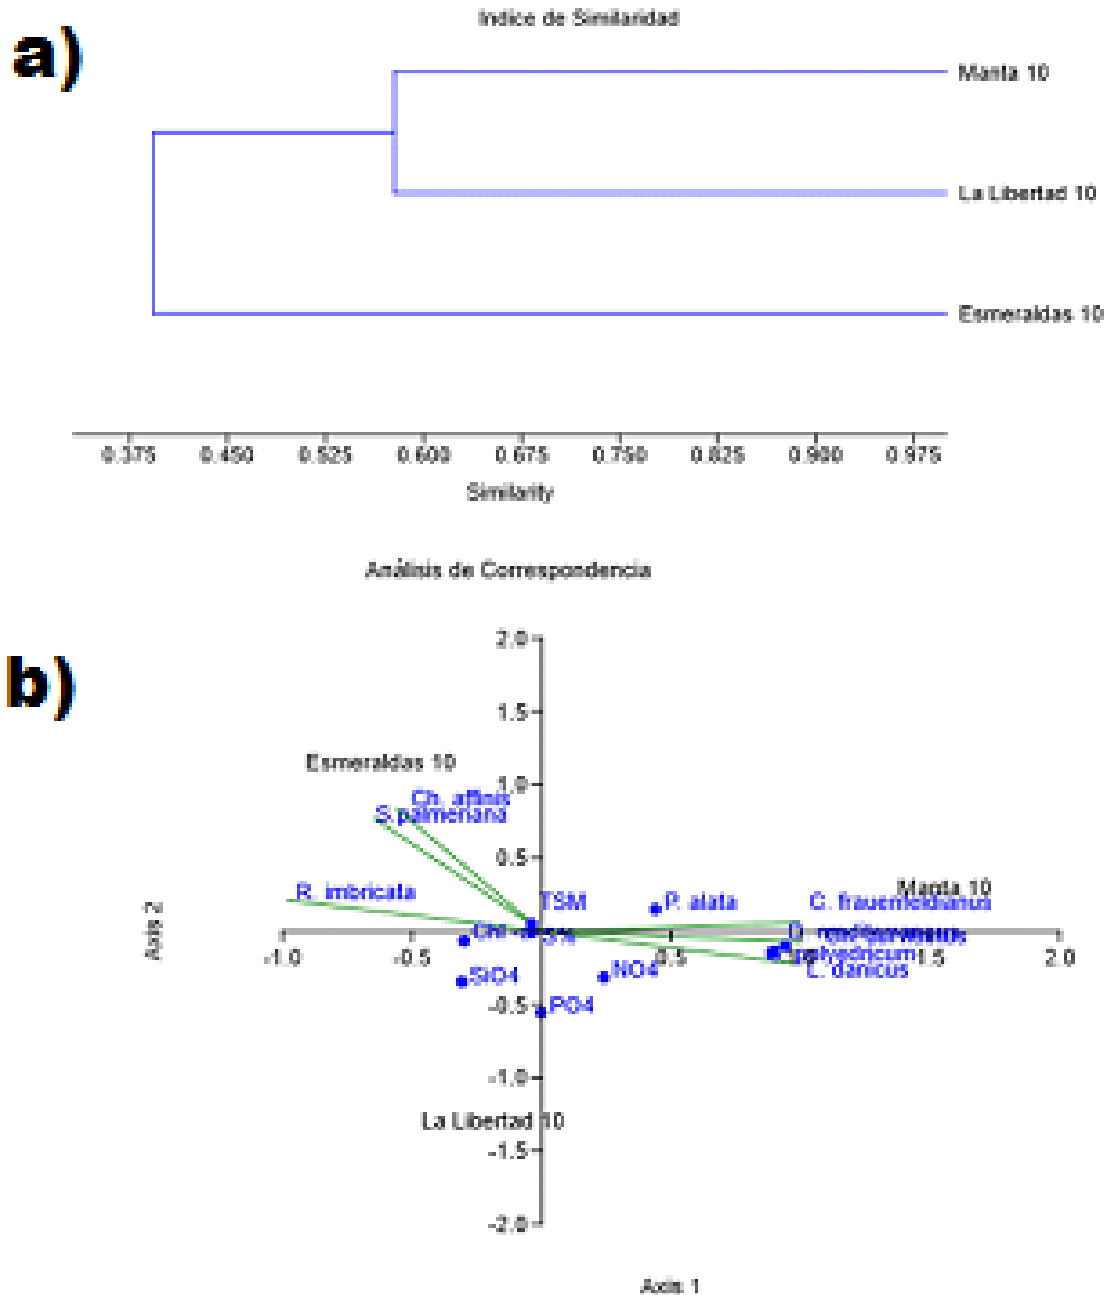 a)
Indice de Similaridad
Manta 10
La Libertad 10
Esmeraldas 10
0.375 0.450 0.525 0.600 0.675 0.750 0.825 0.900 0.975
Similarity
Análisis de Correspondencia
b)
2.0
1.5
Esmeraldas 10
1.0
Ch. affinis
S.palmeriana
0.5
R. imbricata
Manta 10
TSM
P. alata
C. frauenfeldianus
Axis 2
S%
-1.0 -0.5 0.5 1.5 2.0
polyedricum
SiO4
NO4
L. danicus
-0.5
PO4
-1.0
La Libertad 10
-1.5
-2.0
Axis 1